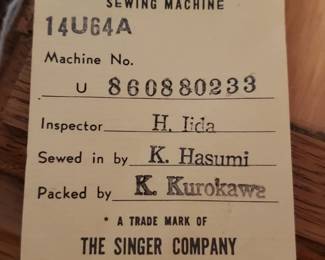 SEWING MACHINE
14U64A
Machine No.
U 860880233
Inspector H. Iida
Sewed in by K. Hasumi
Packed by K. Kurokawa
* A TRADE MARK OF
THE SINGER COMPANY